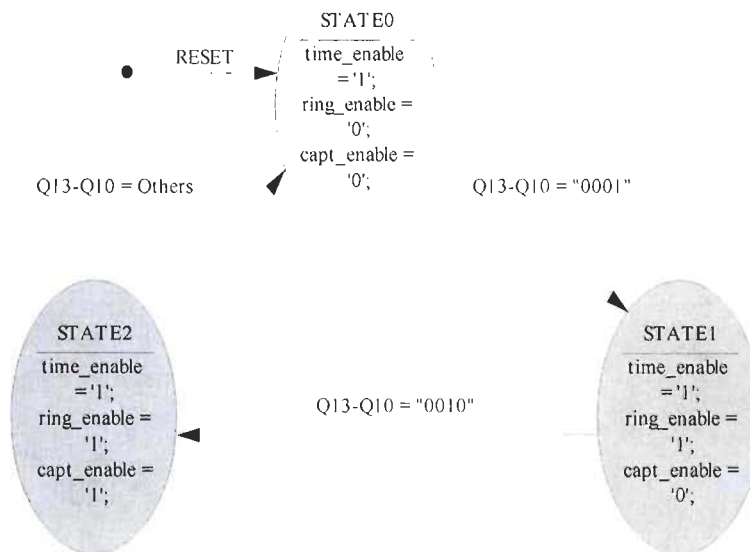 STATE0
RESET
time_enable
='1';
ring_enable =
'0';
capt_enable =
'0';
Q13-Q10 = Others
Q13-Q10 = "0001"
STATE2
time_enable
='1';
ring_enable =
'1';
capt_enable =
'1';
Q13-Q10 = "0010"
STATE1
time_enable
='1';
ring_enable =
'1';
capt_enable =
'0';